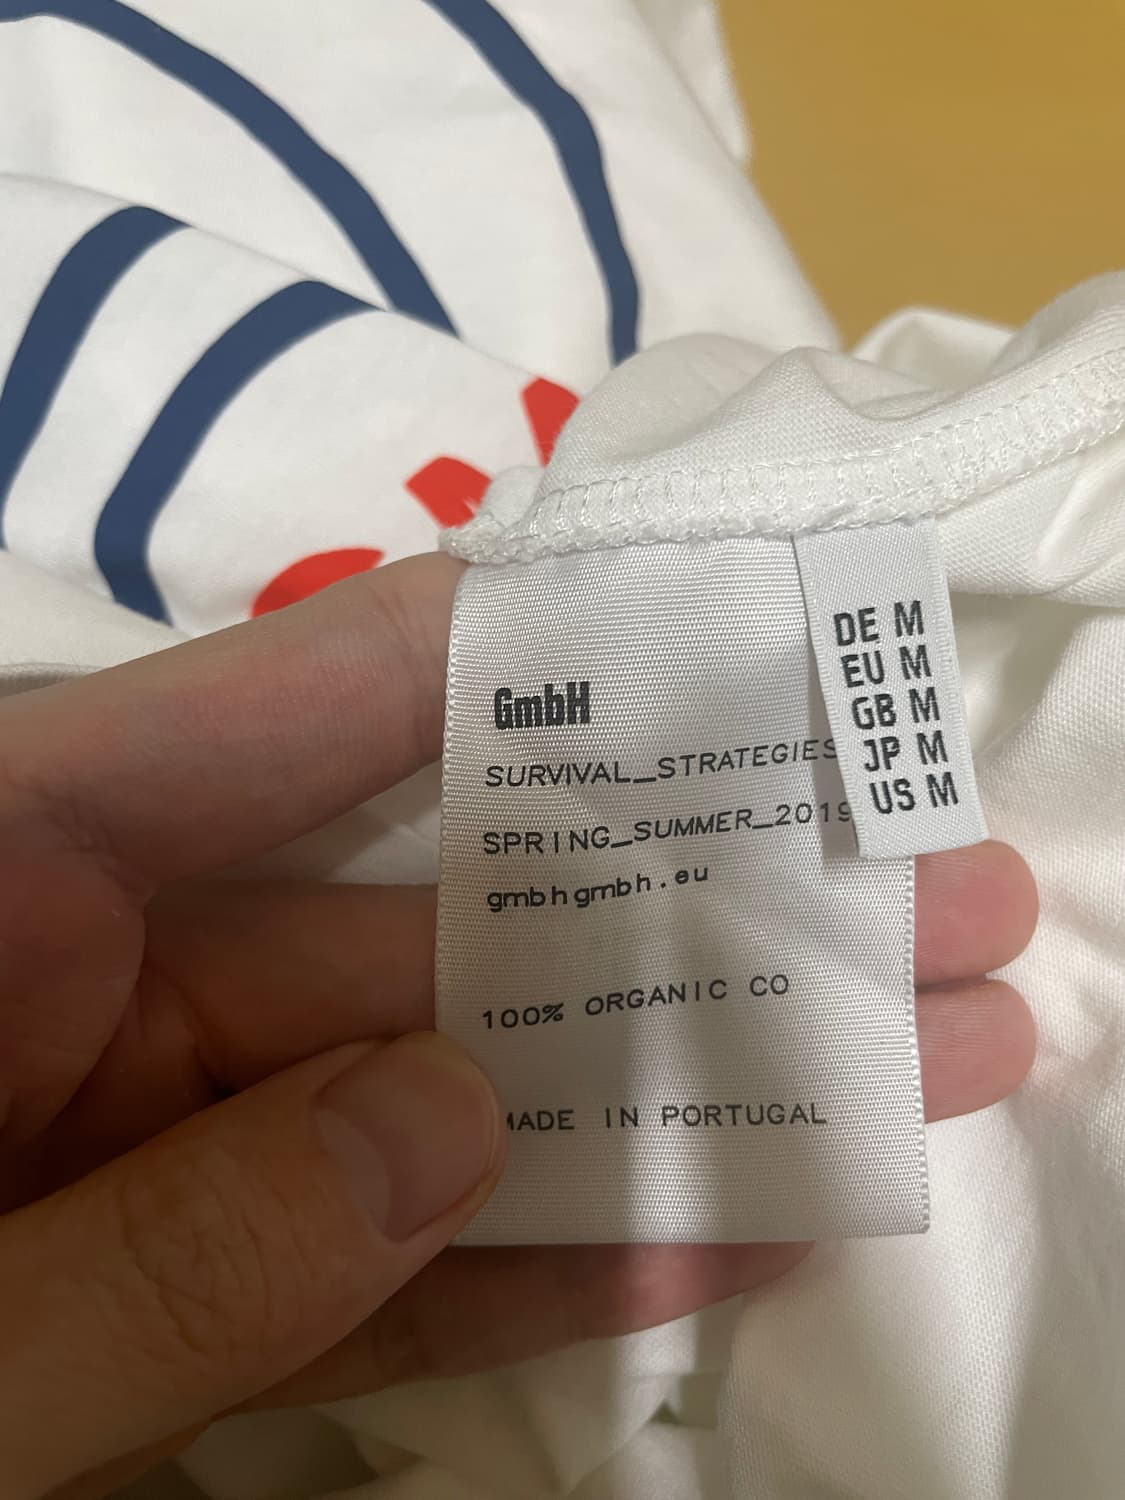 GmbH
SURVIVAL_STRATEGIES
SPRING_SUMMER_2019
gmbhgmbh.eu
100% ORGANIC CO
MADE IN PORTUGAL
DE M
EU M
GB M
JP M
US M